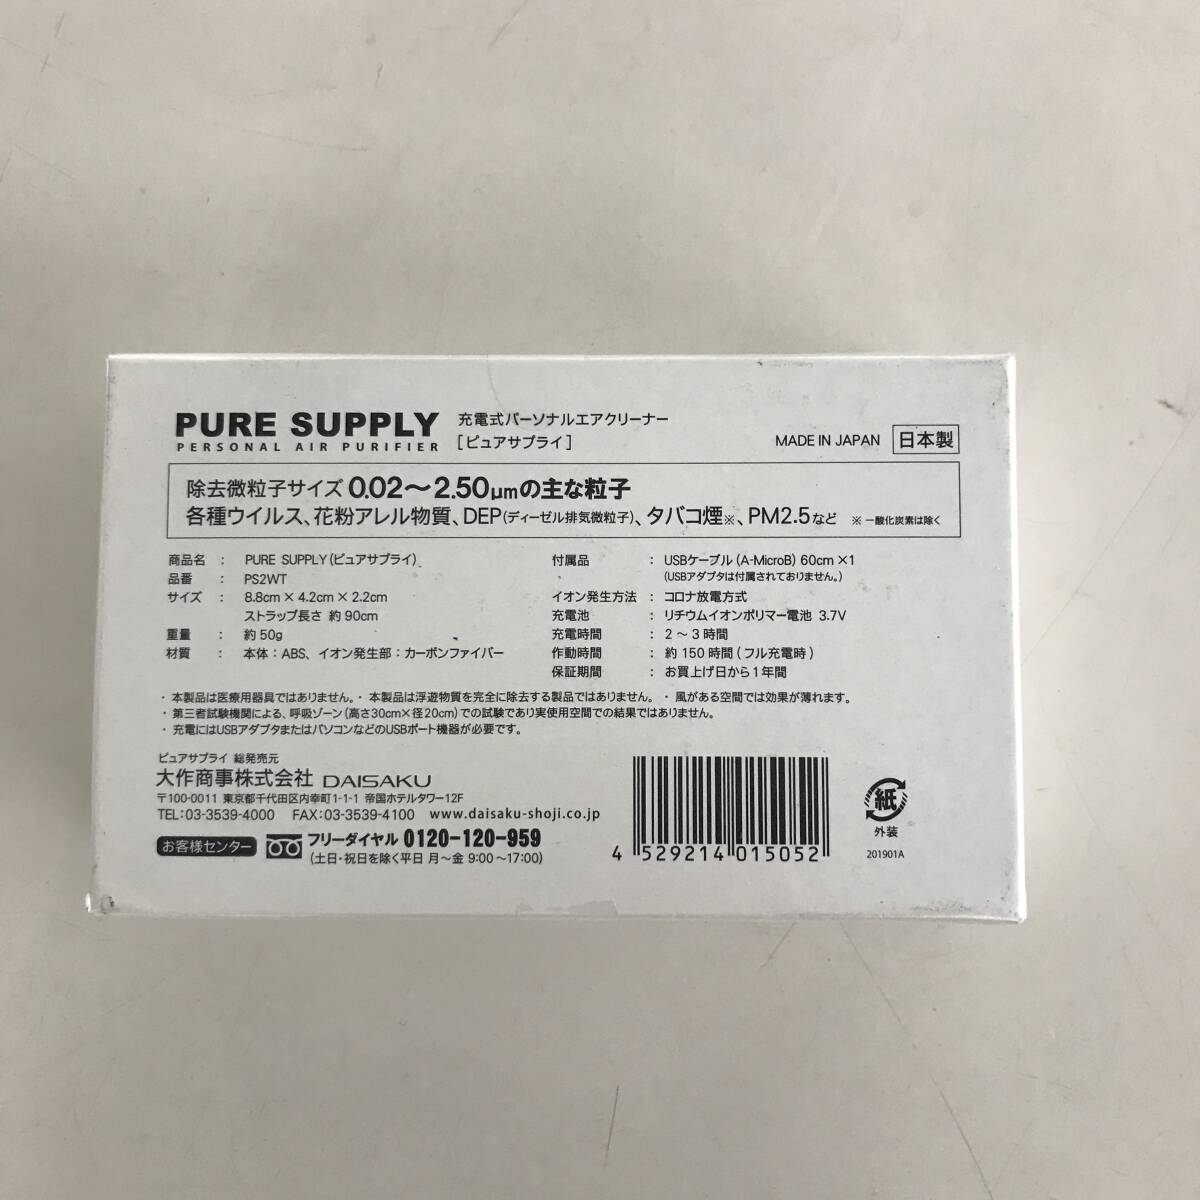 PURE SUPPLY
PERSONAL AIR PURIFIER
充電式パーソナルエアクリーナー
[ピュアサプライ]
MADE IN JAPAN 日本製
除去微粒子サイズ 0.02〜2.50μmの主な粒子
各種ウイルス、花粉アレル物質、DEP(ディーゼル排気微粒子)、タバコ煙※、PM2.5など ※一酸化炭素は除く
商品名 : PURE SUPPLY(ピュアサプライ)
品番 : PS2WT
サイズ : 8.8cm×4.2cm×2.2cm
ストラップ長さ 約90cm
重量 : 約50g
材質 : 本体:ABS、イオン発生部:カーボンファイバー
付属品 : USBケーブル(A-MicroB) 60cm×1
(USBアダプタは付属されておりません。)
イオン発生方法 : コロナ放電方式
充電池 : リチウムイオンポリマー電池 3.7V
充電時間 : 2〜3時間
作動時間 : 約150時間(フル充電時)
保証期間 : お買上げ日から1年間
・本製品は医療用器具ではありません。・本製品は浮遊物質を完全に除去する製品ではありません。・風がある空間では効果が薄れます。
・第三者試験機関による、呼吸ゾーン(高さ30cm×径20cm)での試験であり実使用空間での結果ではありません。
・充電にはUSBアダプタまたはパソコンなどのUSBポート機器が必要です。
ピュアサプライ 総発売元
大作商事株式会社 DAISAKU
〒100-0011 東京都千代田区内幸町1-1-1 帝国ホテルタワー12F
TEL:03-3539-4000 FAX:03-3539-4100 www.daisaku-shoji.co.jp
お客様センター フリーダイヤル 0120-120-959
(土日・祝日を除く平日 月〜金 9:00〜17:00)
4 529214 015052
紙
外装
201901A